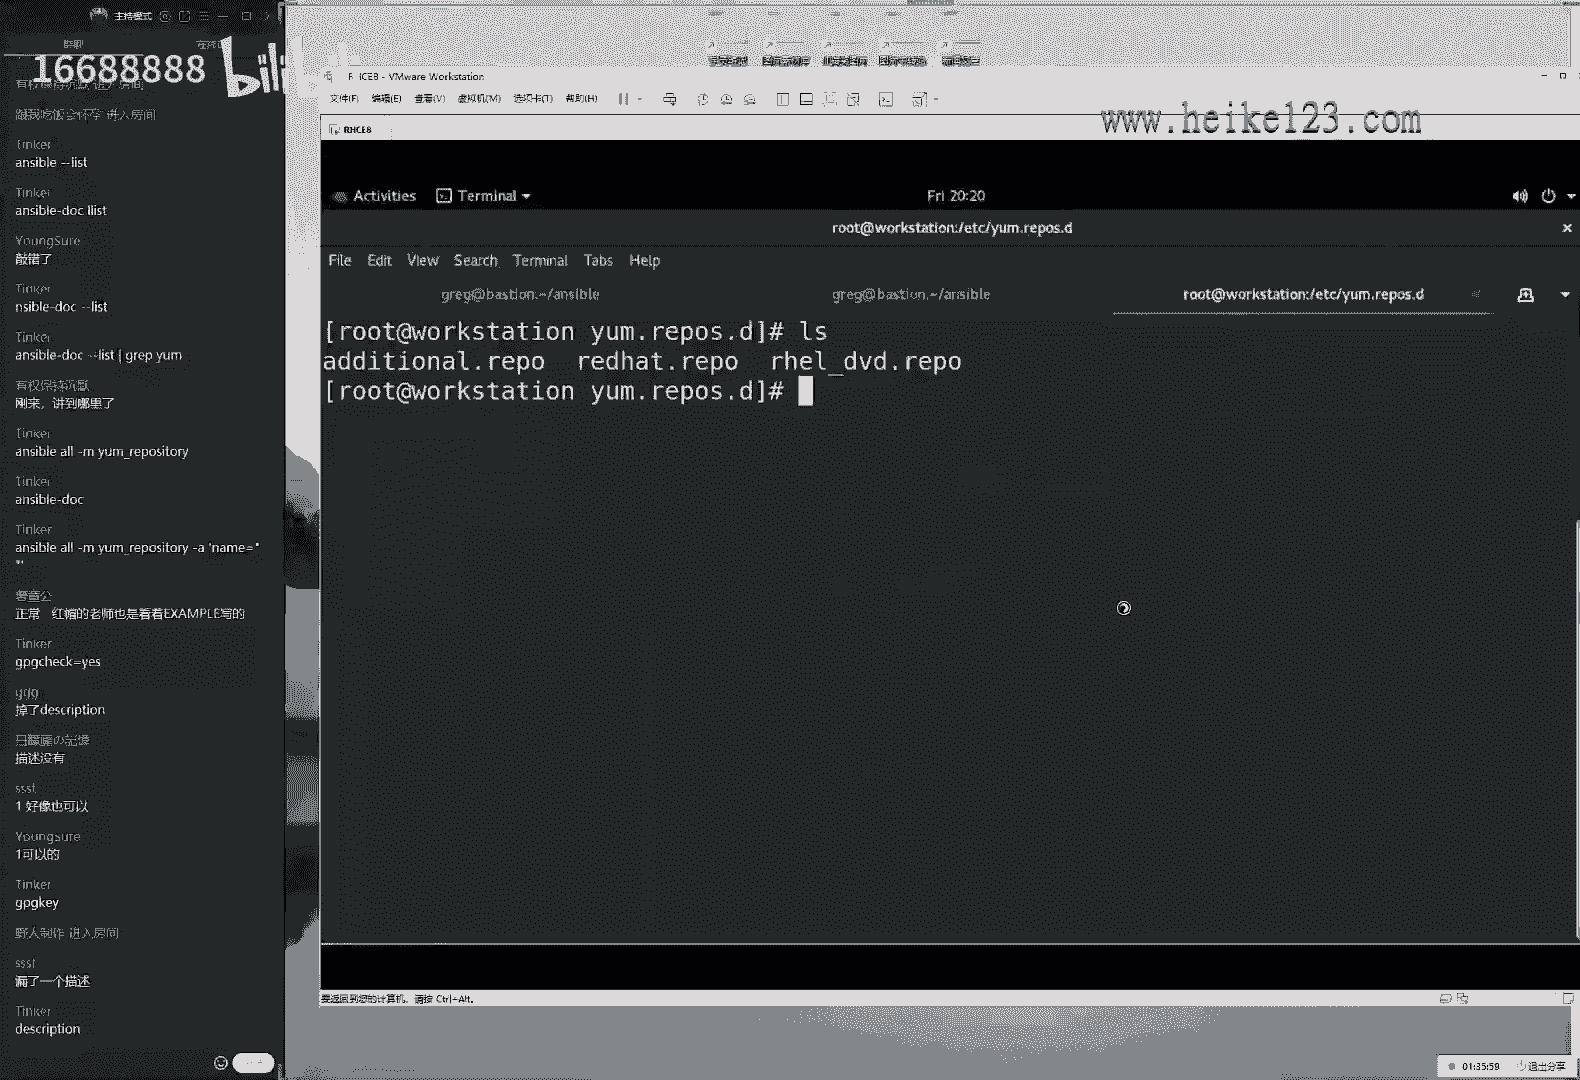 主持模式
群聊
16688888
bili
进入房间
跟我吃饭会怀孕 进入房间
Tinker
ansible --list
Tinker
ansible-doc llist
YoungSure
敲错了
Tinker
nsible-doc --list
Tinker
ansible-doc --list | grep yum
有权保持沉默
刚来，讲到哪里了
Tinker
ansible all -m yum_repository
Tinker
ansible-doc
Tinker
ansible all -m yum_repository -a 'name="
"'
正常 红帽的老师也是看着EXAMPLE写的
Tinker
gpgcheck=yes
掉了description
描述没有
ssst
1 好像也可以
YoungSure
1可以的
Tinker
gpgkey
野人制作 进入房间
ssst
漏了一个描述
Tinker
description
RHCE8 - VMware Workstation
文件(F) 编辑(E) 查看(V) 虚拟机(M) 选项卡(T) 帮助(H)
www.heike123.com
RHCE8
Activities Terminal Fri 20:20
root@workstation:/etc/yum.repos.d
File Edit View Search Terminal Tabs Help
greg@bastion:~/ansible greg@bastion:~/ansible root@workstation:/etc/yum.repos.d
[root@workstation yum.repos.d]# ls
additional.repo redhat.repo rhel_dvd.repo
[root@workstation yum.repos.d]#
要返回到您的计算机，请按 Ctrl+Alt。
01:35:59 退出分享